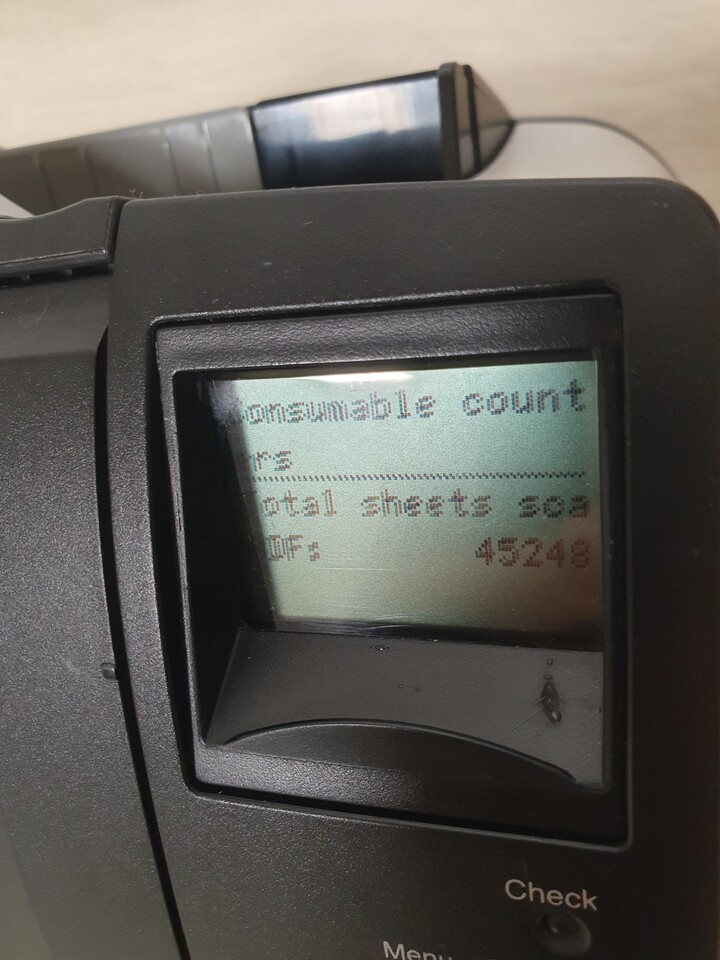 onsumable count
rs
otal sheets sca
DF: 45248
Check
Menu